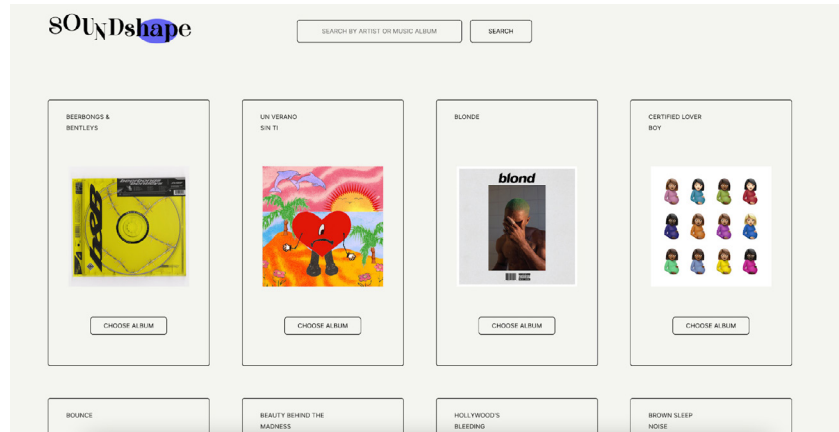 SOUNDshape
SEARCH BY ARTIST OR MUSIC ALBUM
SEARCH
BEERBONGS &
BENTLEYS
CHOOSE ALBUM
UN VERANO
SIN TI
CHOOSE ALBUM
BLONDE
blond
CHOOSE ALBUM
CERTIFIED LOVER
BOY
CHOOSE ALBUM
BOUNCE
BEAUTY BEHIND THE
MADNESS
HOLLYWOOD'S
BLEEDING
BROWN SLEEP
NOISE